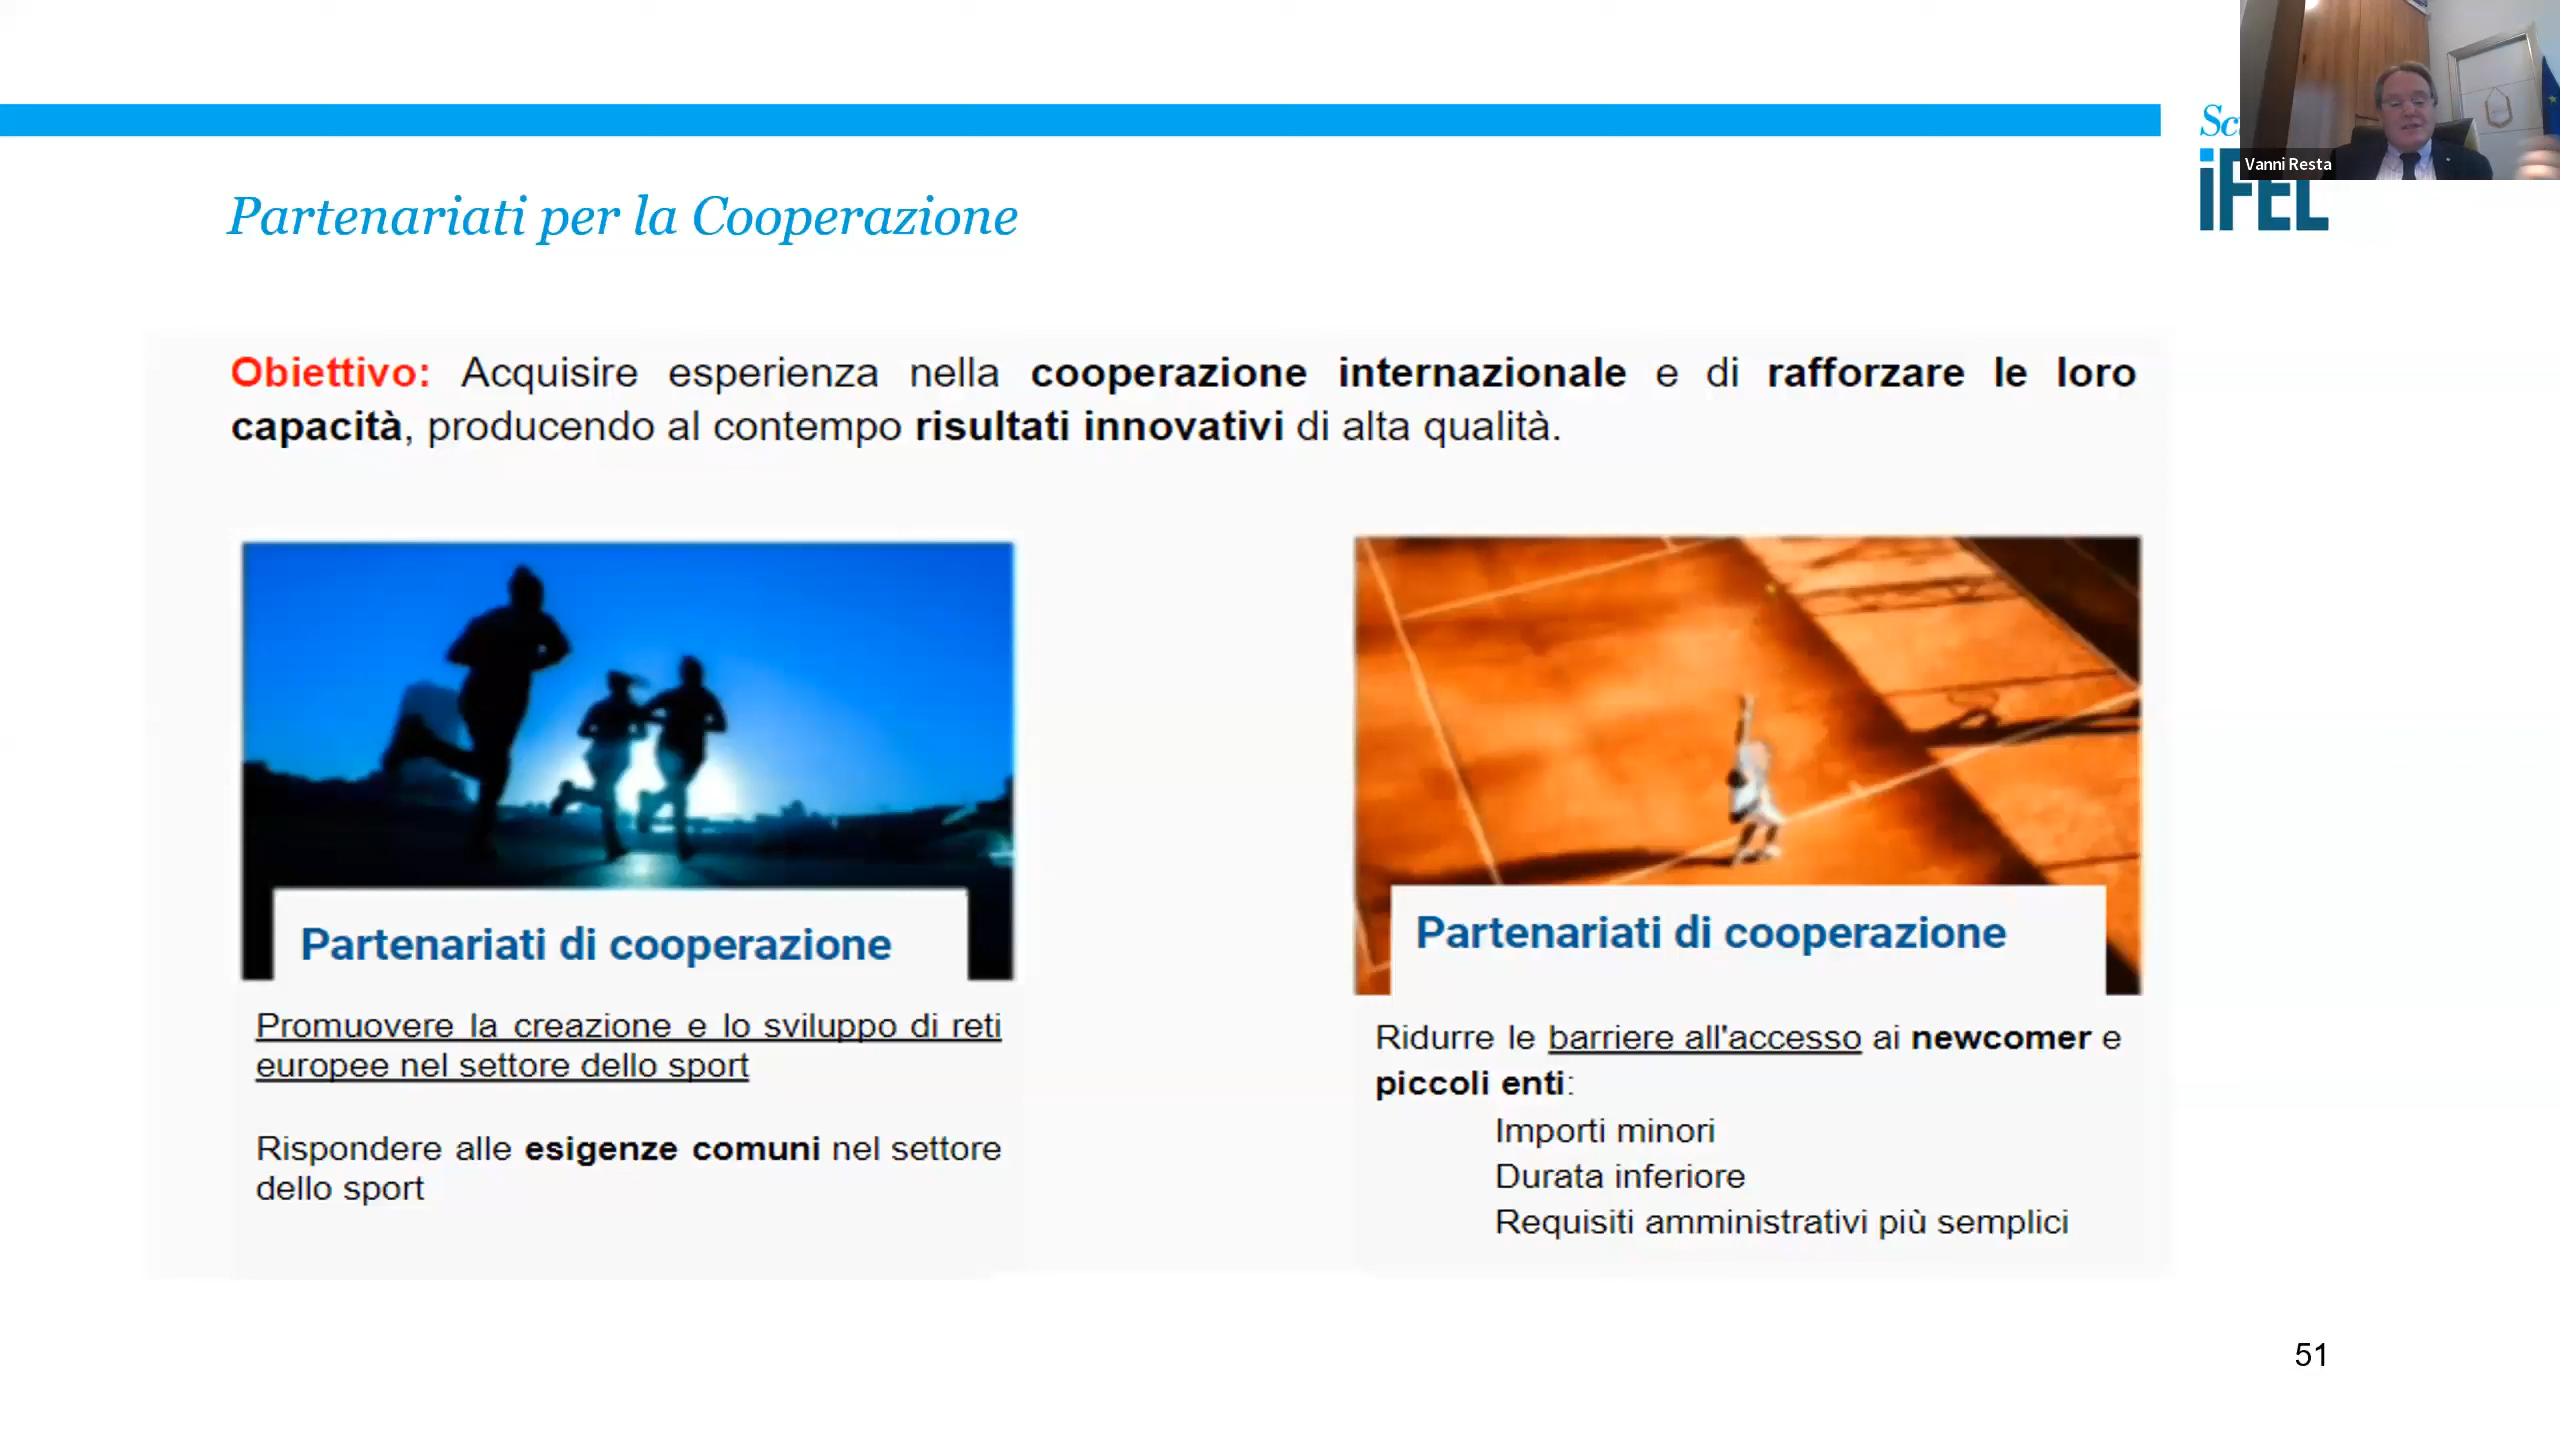 Vanni Resta
iFEL
Partenariati per la Cooperazione
Obiettivo: Acquisire esperienza nella cooperazione internazionale e di rafforzare le loro
capacità, producendo al contempo risultati innovativi di alta qualità.
Partenariati di cooperazione
Promuovere la creazione e lo sviluppo di reti
europee nel settore dello sport
Rispondere alle esigenze comuni nel settore
dello sport
Partenariati di cooperazione
Ridurre le barriere all'accesso ai newcomer e
piccoli enti:
Importi minori
Durata inferiore
Requisiti amministrativi più semplici
51